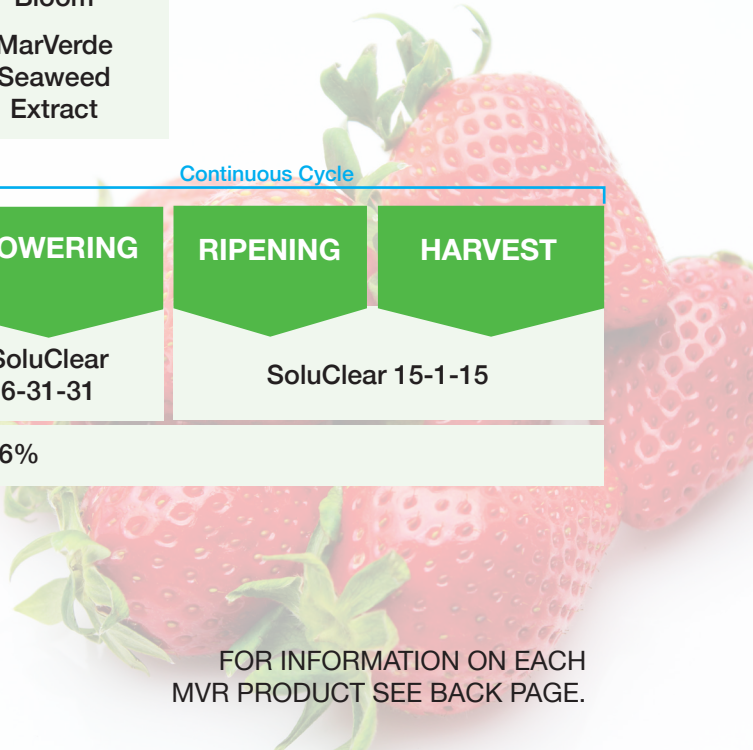 Bloom
MarVerde
Seaweed
Extract
Continuous Cycle
OWERING
RIPENING
HARVEST
SoluClear
6-31-31
SoluClear 15-1-15
6%
FOR INFORMATION ON EACH
MVR PRODUCT SEE BACK PAGE.